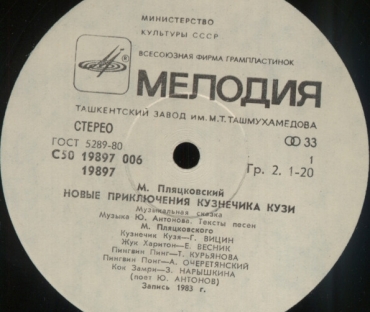 МИНИСТЕРСТВО
КУЛЬТУРЫ СССР
ВСЕСОЮЗНАЯ ФИРМА ГРАМПЛАСТИНОК
МЕЛОДИЯ
ТАШКЕНТСКИЙ ЗАВОД ИМ. М.Т.ТАШМУХАМЕДОВА
СТЕРЕО
33
ГОСТ 5289-80
1
С50 19897 006
Гр. 2. 1-20
19897
М. Пляцковский
НОВЫЕ ПРИКЛЮЧЕНИЯ КУЗНЕЧИКА КУЗИ
Музыкальная сказка
Музыка Ю. Антонова. Тексты песен
М. Пляцковского
Кузнечик Кузя— Г. ВИЦИН
Жук Харитон— Е. ВЕСНИК
Пингвин Пинг—Т. КУРЬЯНОВА
Пингвин Понг—А. ОЧЕРЕТЯНСКИЙ
Кок Замри—З. НАРЫШКИНА
(поет Ю. АНТОНОВ)
Запись 1983 г.